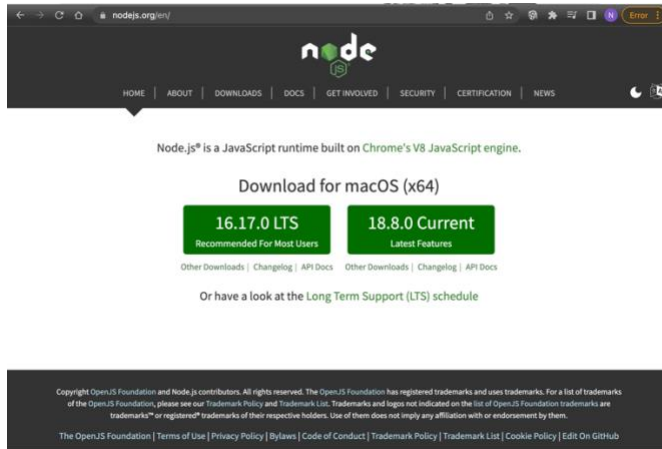 nodejs.org/en/
N
Error
node
JS
HOME | ABOUT | DOWNLOADS | DOCS | GET INVOLVED | SECURITY | CERTIFICATION | NEWS
Node.js® is a JavaScript runtime built on Chrome's V8 JavaScript engine.
Download for macOS (x64)
16.17.0 LTS
Recommended For Most Users
18.8.0 Current
Latest Features
Other Downloads | Changelog | API Docs
Other Downloads | Changelog | API Docs
Or have a look at the Long Term Support (LTS) schedule
Copyright OpenJS Foundation and Node.js contributors. All rights reserved. The OpenJS Foundation has registered trademarks and uses trademarks. For a list of trademarks
of the OpenJS Foundation, please see our Trademark Policy and Trademark List. Trademarks and logos not indicated on the list of OpenJS Foundation trademarks are
trademarks™ or registered® trademarks of their respective holders. Use of them does not imply any affiliation with or endorsement by them.
The OpenJS Foundation | Terms of Use | Privacy Policy | Bylaws | Code of Conduct | Trademark Policy | Trademark List | Cookie Policy | Edit On GitHub